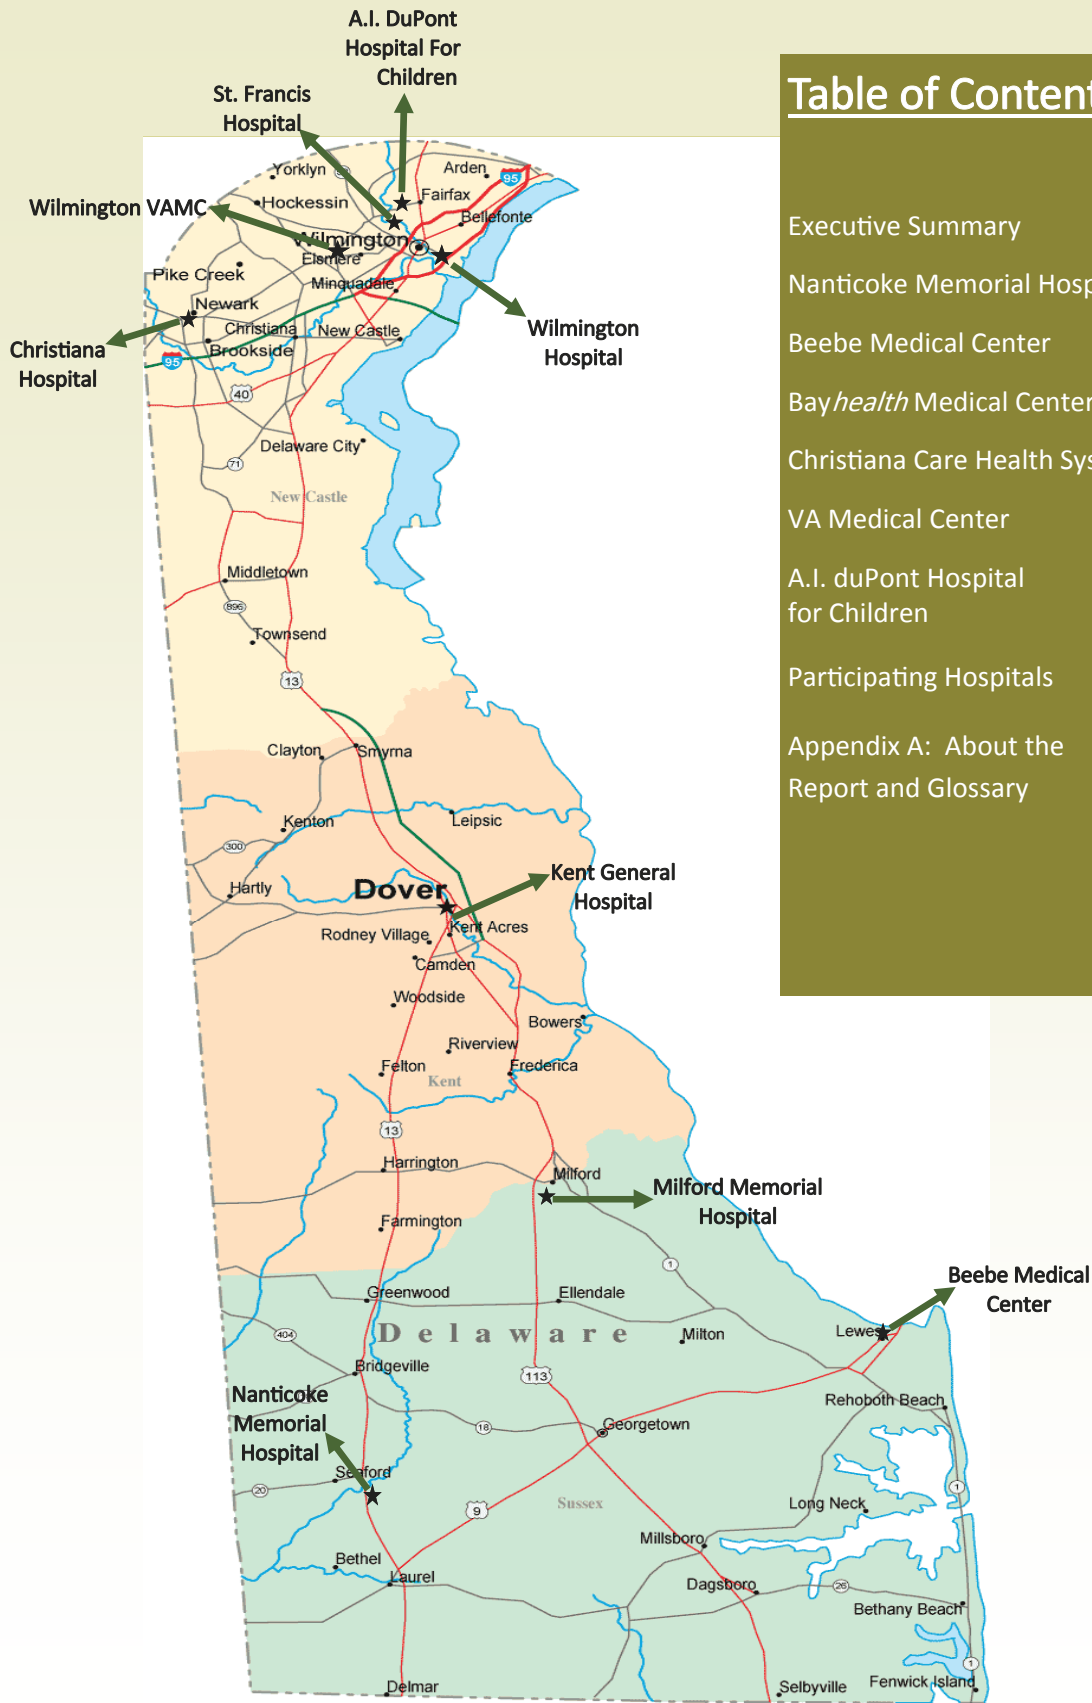 A.I. DuPont
Hospital For
Children
St. Francis
Hospital
Wilmington VAMC
Christiana
Hospital
Wilmington
Hospital
Yorklyn
Hockessin
Arden
95
Fairfax
Bellefonte
Wilmington
Elsmere
Pike Creek
Minquadale
Newark
Christiana
New Castle
Brookside
95
40
Delaware City
71
New Castle
Middletown
896
Townsend
13
Clayton
Smyrna
Kenton
Leipsic
300
Hartly
Dover
Kent General
Hospital
Kent Acres
Rodney Village
Camden
Woodside
Bowers
Riverview
Felton
Frederica
Kent
13
Harrington
Milford
Milford Memorial
Hospital
Farmington
1
Beebe Medical
Center
Greenwood
Ellendale
404
Delaware
Milton
Lewes
Bridgeville
113
Nanticoke
Memorial
Hospital
Rehoboth Beach
18
Georgetown
Seaford
20
9
Sussex
Long Neck
1
Millsboro
Bethel
Laurel
Dagsboro
26
Bethany Beach
1
Delmar
Selbyville
Fenwick Island
Table of Content
Executive Summary
Nanticoke Memorial Hosp
Beebe Medical Center
Bayhealth Medical Center
Christiana Care Health Sys
VA Medical Center
A.I. duPont Hospital
for Children
Participating Hospitals
Appendix A: About the
Report and Glossary